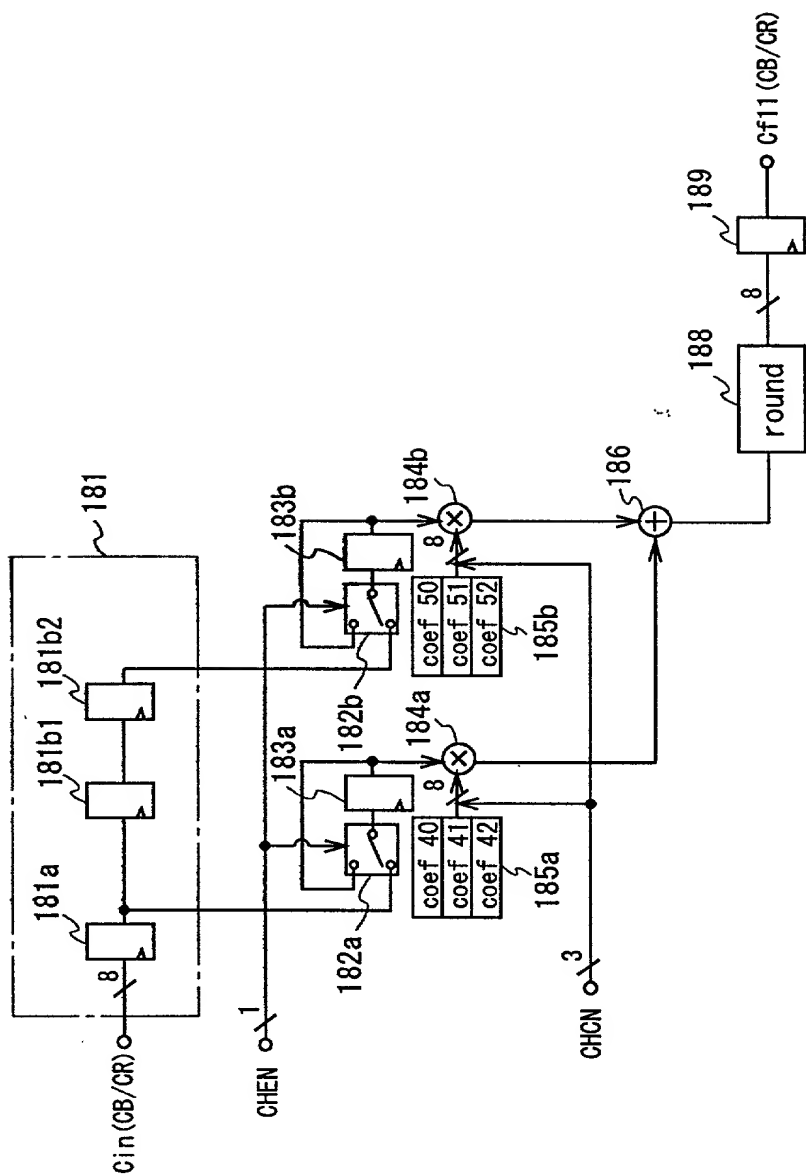 181
181a
181b1
181b2
Cin(CB/CR)
8
CHEN
1
182a
183a
182b
183b
coef 40
coef 41
coef 42
185a
8
184a
coef 50
coef 51
coef 52
185b
8
184b
CHCN
3
186
round
188
8
189
Cf11(CB/CR)